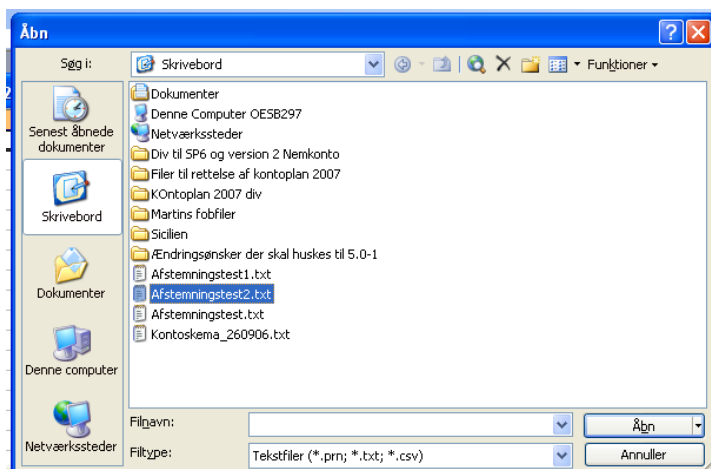 Åbn
Søg i:
Skrivebord
Funktioner
2
Senest åbnede
dokumenter
Skrivebord
Dokumenter
Denne computer
Netværkssteder
Dokumenter
Denne Computer OESB297
Netværkssteder
Div til SP6 og version 2 Nemkonto
Filer til rettelse af kontoplan 2007
KOntoplan 2007 div
Martins fobfiler
Sicilien
Ændringsønsker der skal huskes til 5.0-1
Afstemningstest1.txt
Afstemningstest2.txt
Afstemningstest.txt
Kontoskema_260906.txt
Filnavn:
Åbn
Filtype:
Tekstfiler (*.prn; *.txt; *.csv)
Annuller